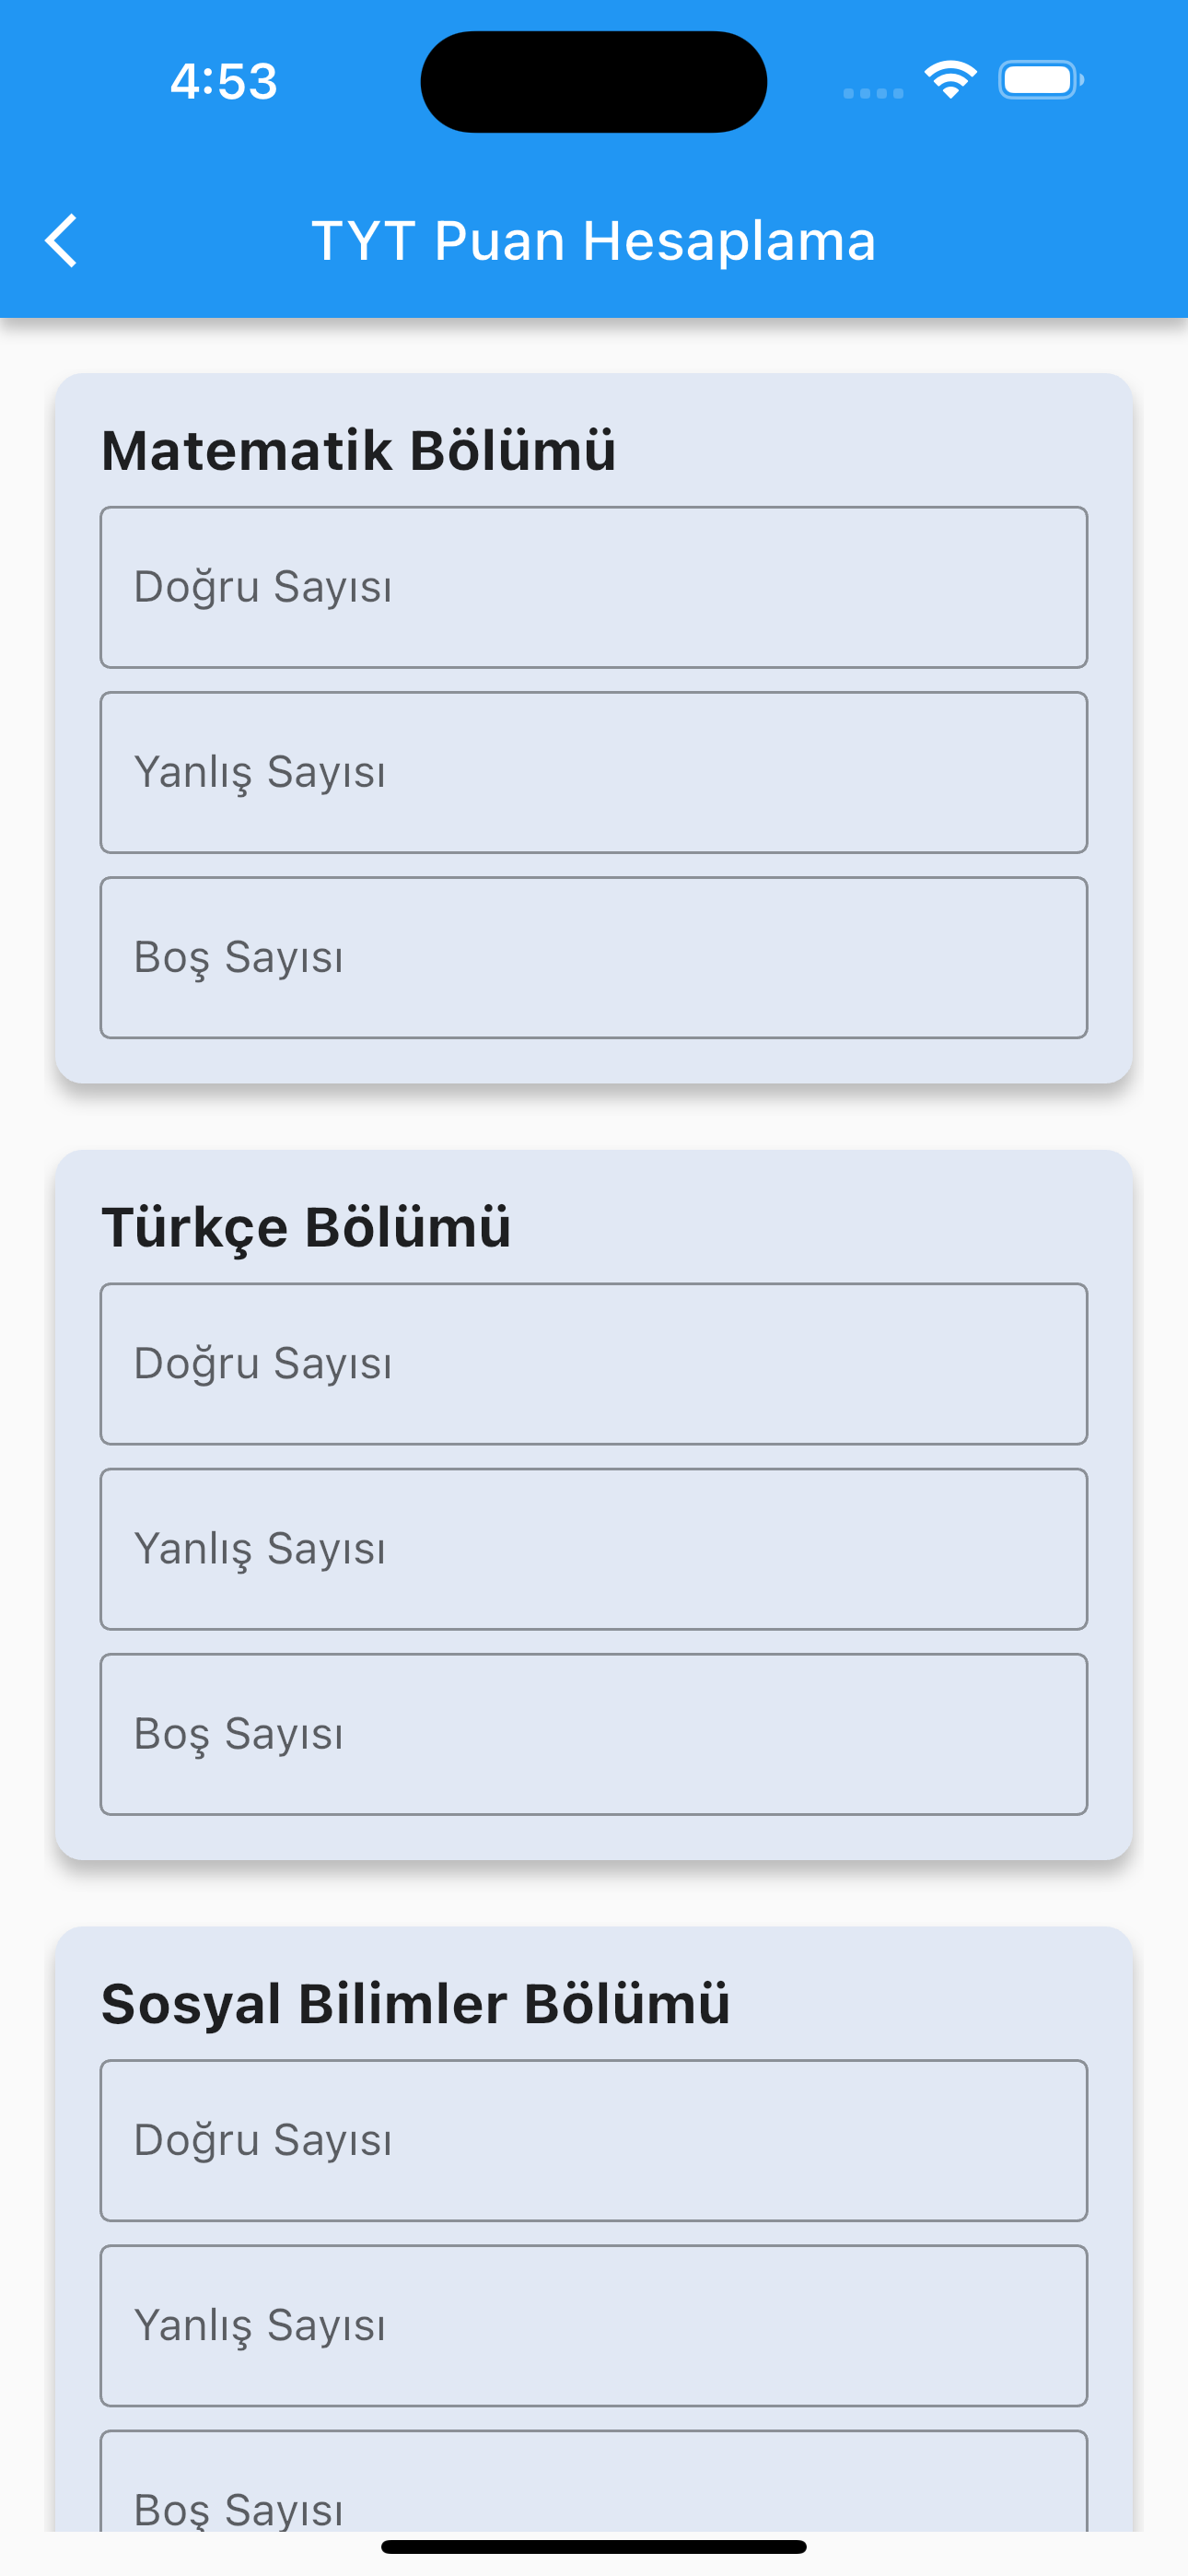 4:53
TYT Puan Hesaplama
Matematik Bölümü
Doğru Sayısı
Yanlış Sayısı
Boş Sayısı
Türkçe Bölümü
Doğru Sayısı
Yanlış Sayısı
Boş Sayısı
Sosyal Bilimler Bölümü
Doğru Sayısı
Yanlış Sayısı
Boş Sayısı